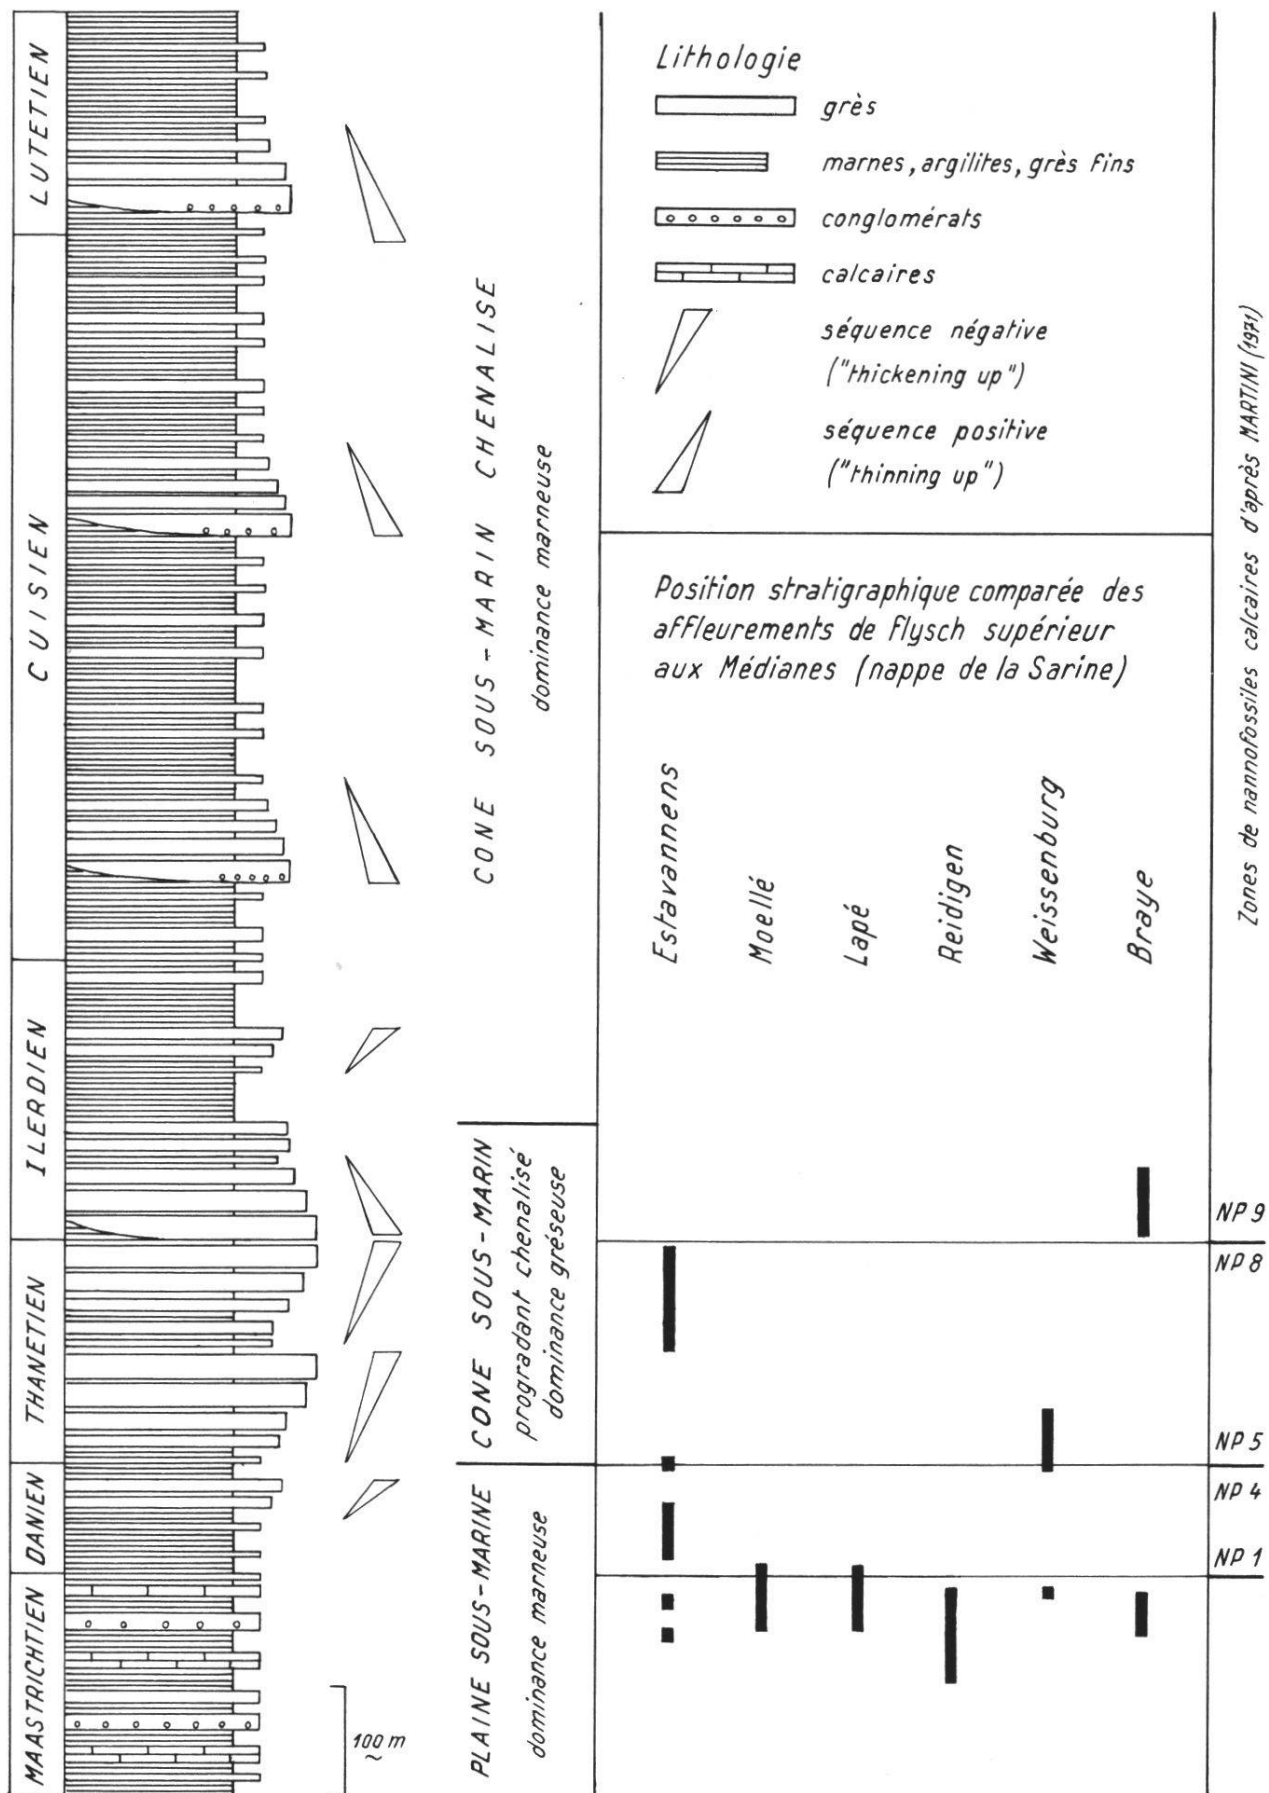 LUTETIEN
CUISIEN
ILERDIEN
THANETIEN
DANIEN
MAASTRICHTIEN
100 m
~
CONE SOUS-MARIN CHENALISE
dominance marneuse
CONE SOUS-MARIN
progradant chenalisé
dominance gréseuse
PLAINE SOUS-MARINE
dominance marneuse
Lithologie
grès
marnes, argilites, grès fins
conglomérats
calcaires
séquence négative
("thickening up")
séquence positive
("thinning up")
Position stratigraphique comparée des
affleurements de Flysch supérieur
aux Médianes (nappe de la Sarine)
Estavannens
Moellé
Lapé
Reidigen
Weissenburg
Braye
NP 9
NP 8
NP 5
NP 4
NP 1
Zones de nannofossiles calcaires d'après MARTINI (1971)